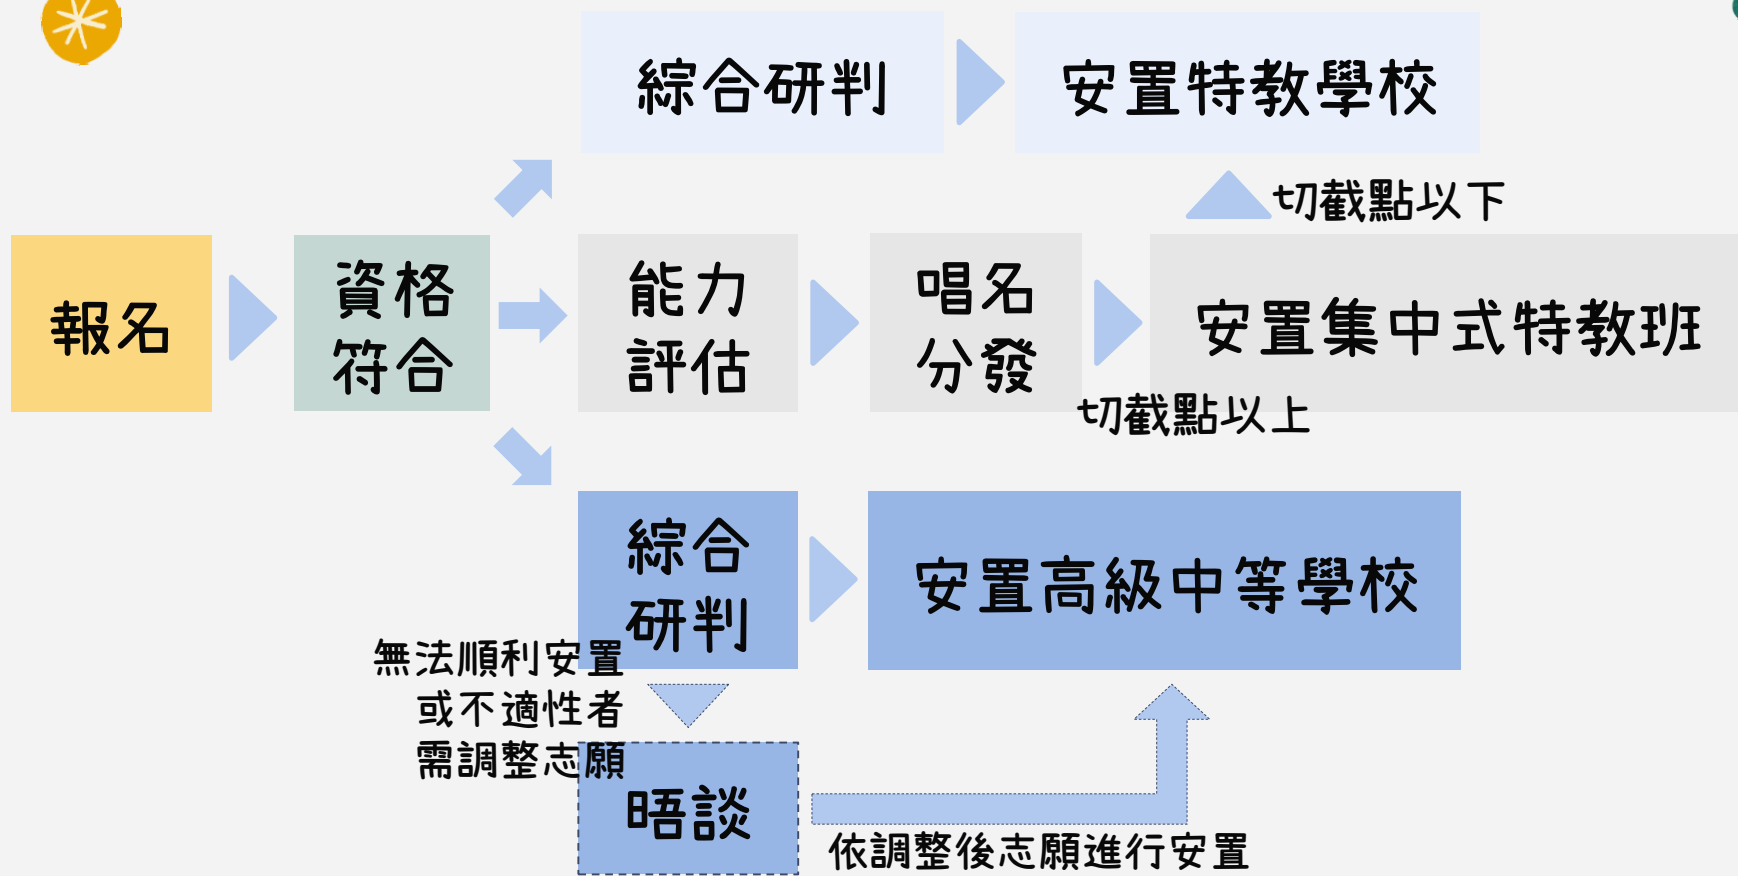 綜合研判
安置特教學校
切截點以下
報名
資格
符合
能力
評估
唱名
分發
安置集中式特教班
切截點以上
綜合
研判
安置高級中等學校
無法順利安置
或不適性者
需調整志願
晤談
依調整後志願進行安置